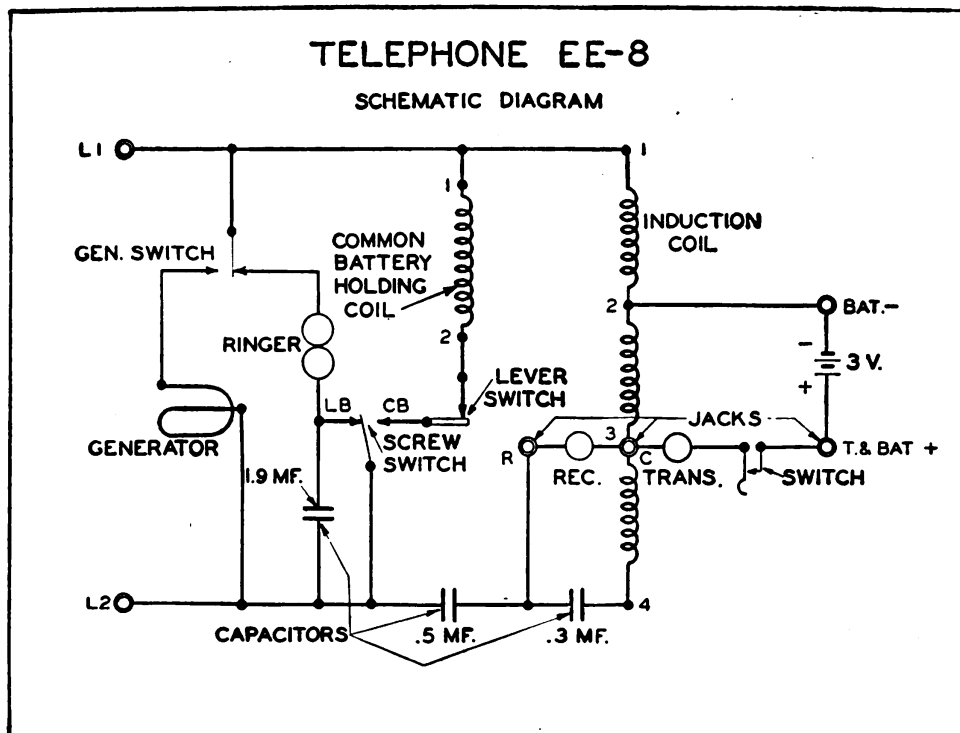 TELEPHONE EE-8
SCHEMATIC DIAGRAM
L1
1
1
INDUCTION
COIL
GEN. SWITCH
COMMON
BATTERY
HOLDING
COIL
2
BAT.-
RINGER
2
-
3 V.
+
LEVER
SWITCH
LB
CB
JACKS
GENERATOR
SCREW
SWITCH
R
3
C
T.& BAT +
REC.
TRANS.
SWITCH
1.9 MF.
L2
4
CAPACITORS
.5 MF.
.3 MF.